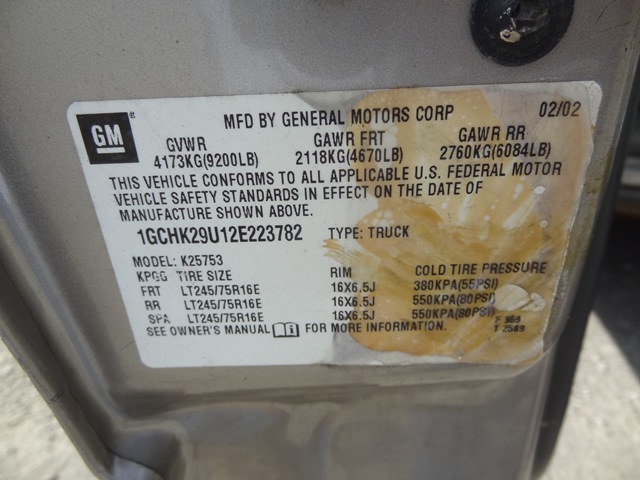 GM
MFD BY GENERAL MOTORS CORP 02/02
GVWR GAWR FRT GAWR RR
4173KG(9200LB) 2118KG(4670LB) 2760KG(6084LB)
THIS VEHICLE CONFORMS TO ALL APPLICABLE U.S. FEDERAL MOTOR
VEHICLE SAFETY STANDARDS IN EFFECT ON THE DATE OF
MANUFACTURE SHOWN ABOVE.
1GCHK29U12E223782 TYPE: TRUCK
MODEL: K25753
TIRE SIZE RIM COLD TIRE PRESSURE
FRT LT245/75R16E 16X6.5J 380KPA(55PSI)
RR LT245/75R16E 16X6.5J 550KPA(80PSI)
SPA LT245/75R16E 16X6.5J 550KPA(80PSI)
SEE OWNER'S MANUAL FOR MORE INFORMATION.
T 2589